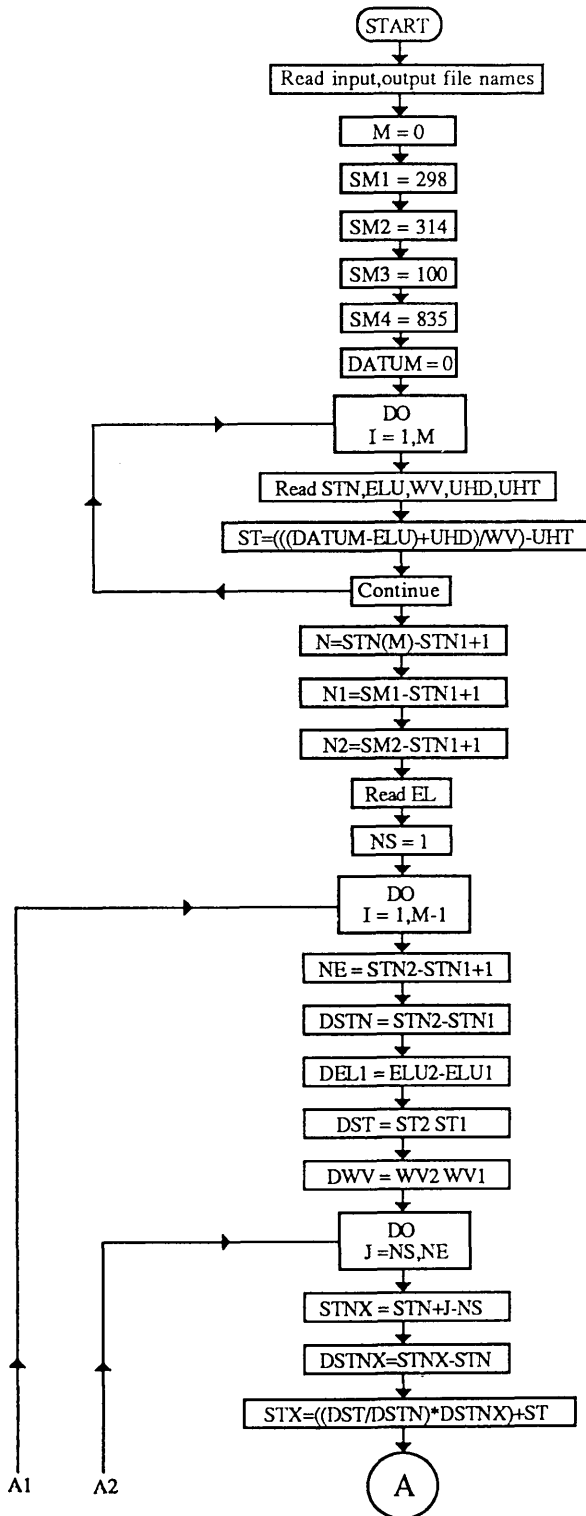 START
Read input,output file names
M = 0
SM1 = 298
SM2 = 314
SM3 = 100
SM4 = 835
DATUM = 0
DO
I = 1,M
Read STN,ELU,WV,UHD,UHT
ST=(((DATUM-ELU)+UHD)/WV)-UHT
Continue
N=STN(M)-STN1+1
N1=SM1-STN1+1
N2=SM2-STN1+1
Read EL
NS = 1
DO
I = 1,M-1
NE = STN2-STN1+1
DSTN = STN2-STN1
DEL1 = ELU2-ELU1
DST = ST2 ST1
DWV = WV2 WV1
DO
J =NS,NE
STNX = STN+J-NS
DSTNX=STNX-STN
STX=((DST/DSTN)*DSTNX)+ST
A
A1
A2